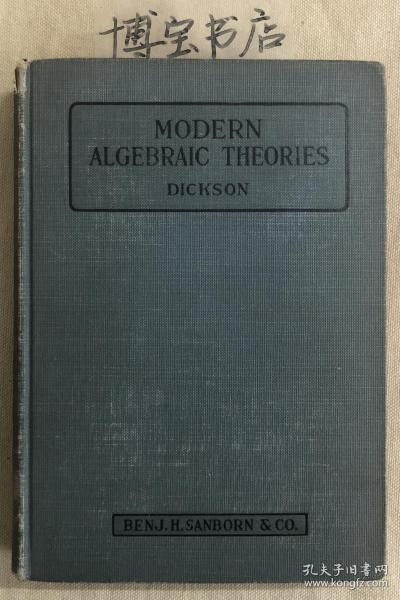 博宝书店
MODERN
ALGEBRAIC THEORIES
DICKSON
BENJ. H. SANBORN & CO.
孔夫子旧书网
www.kongfz.com